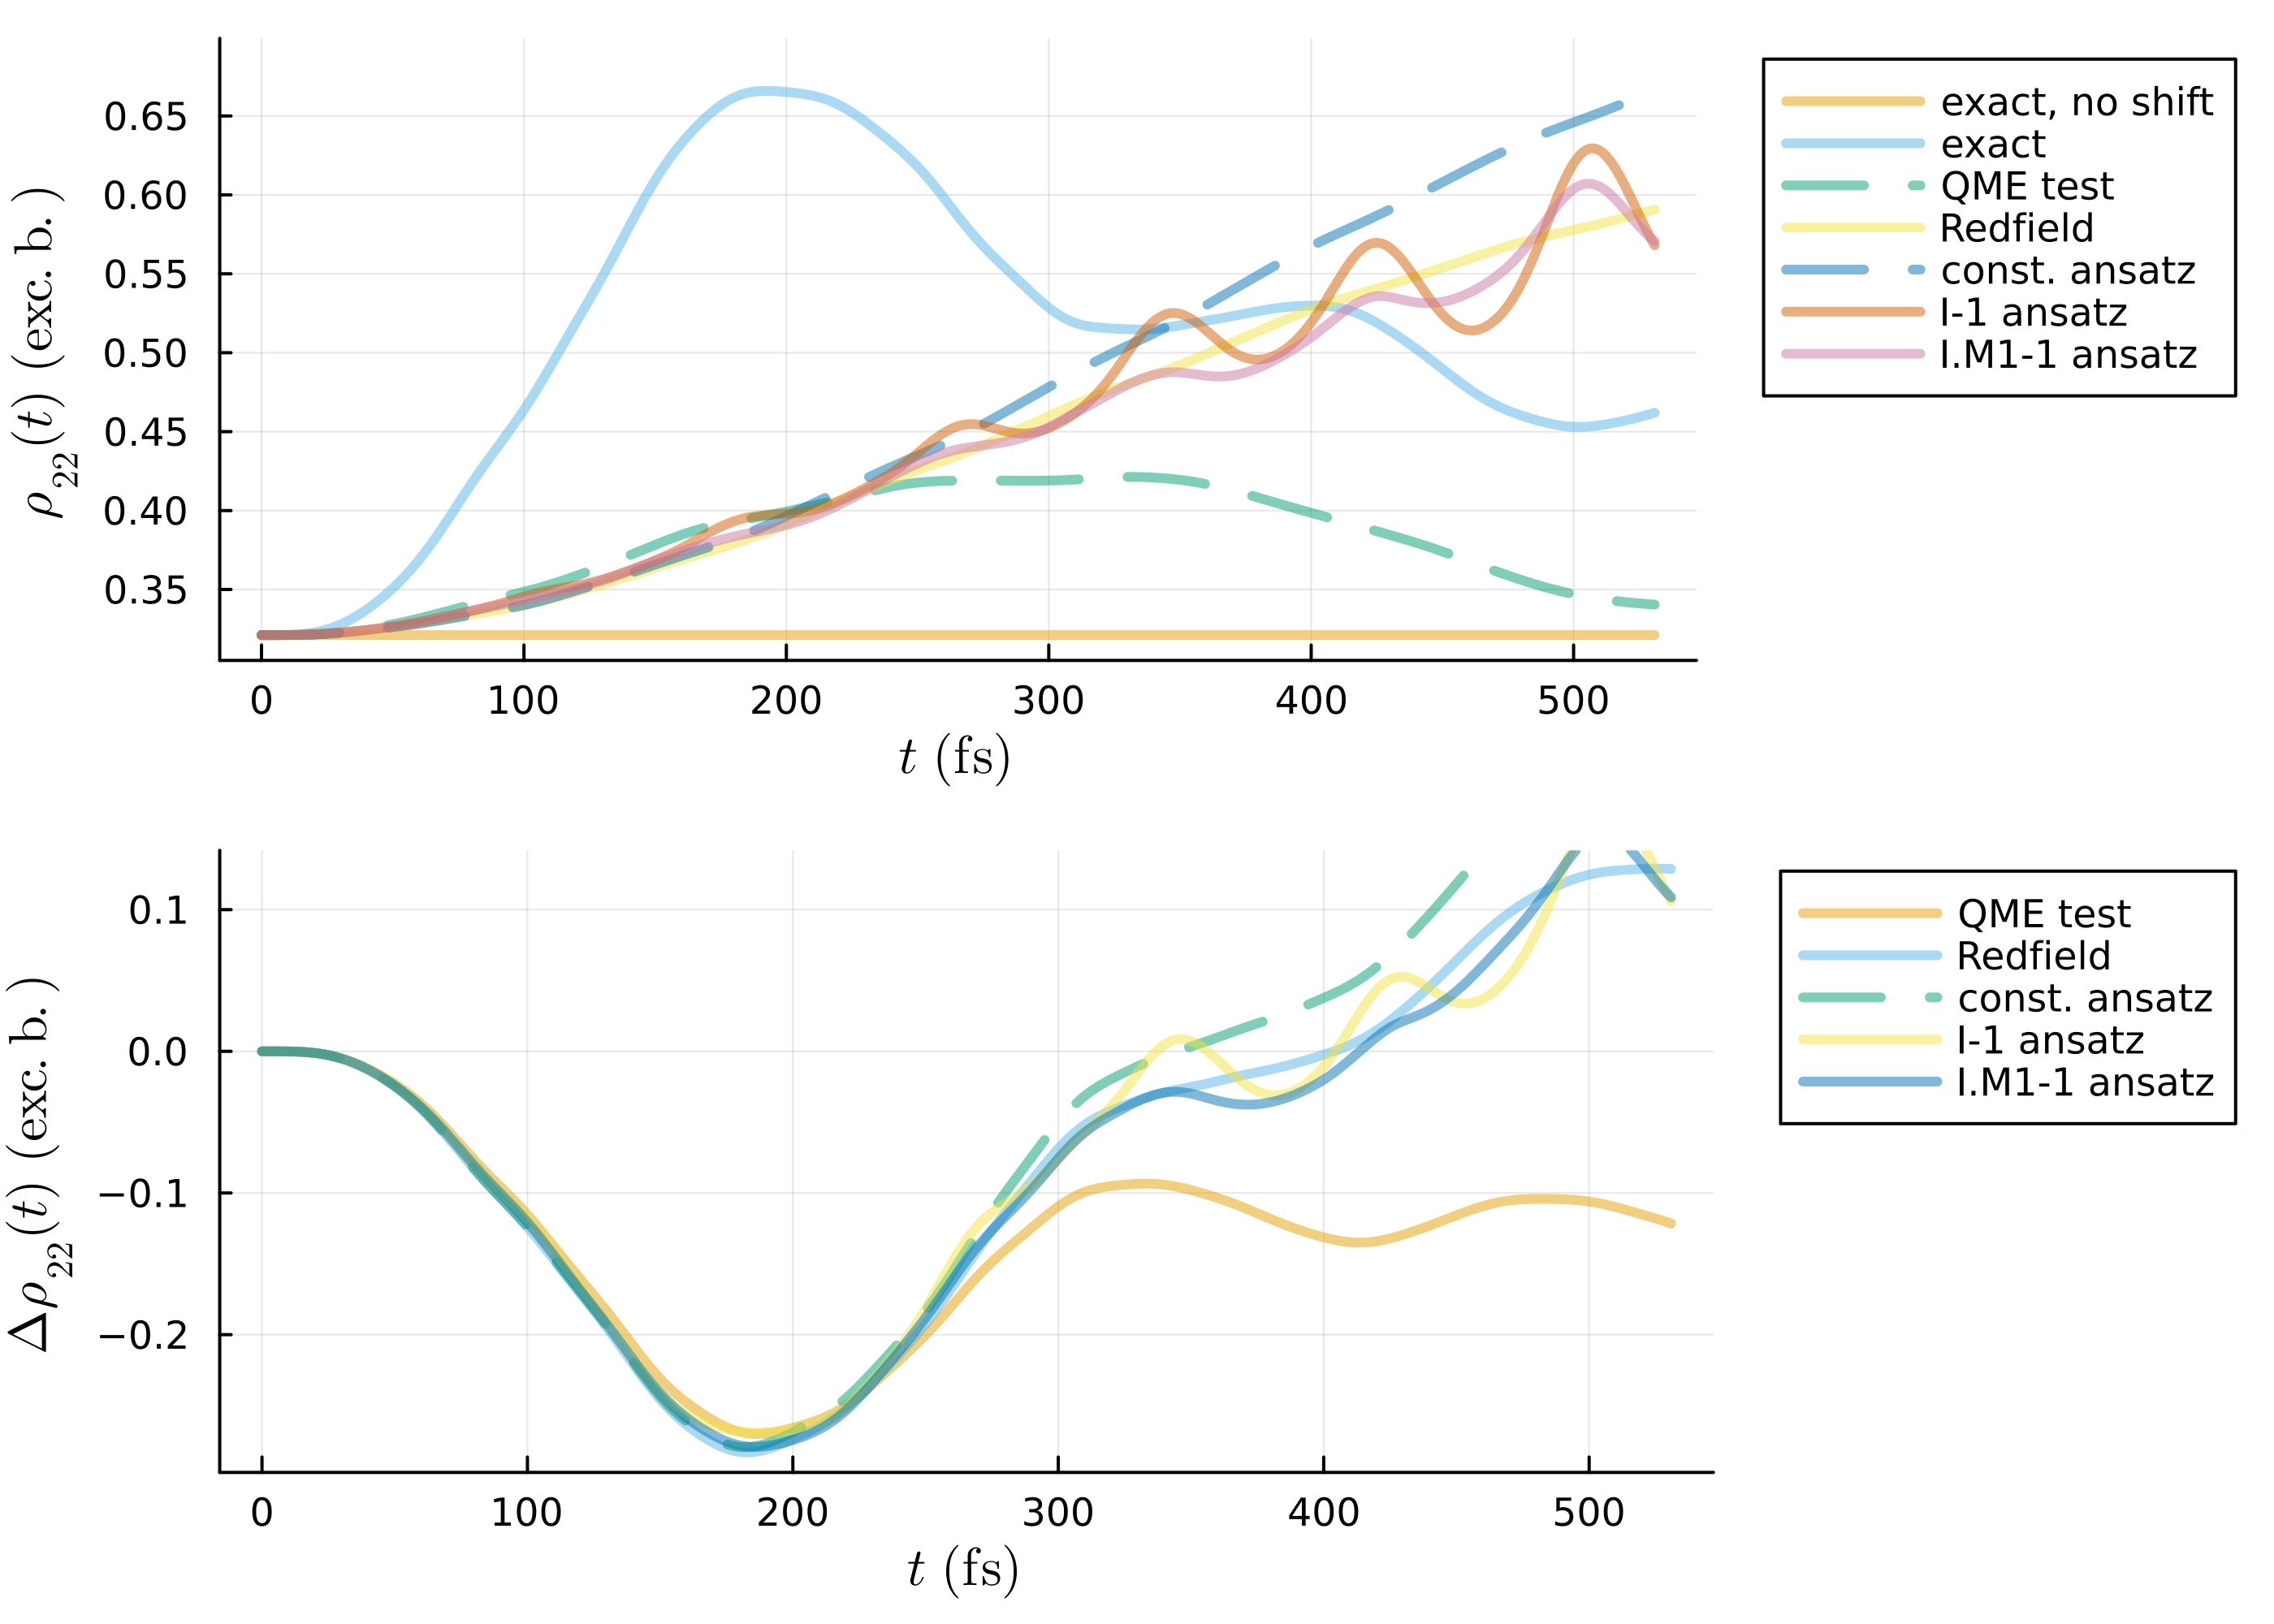 ρ₂₂(t) (exc. b. )
0.65
0.60
0.55
0.50
0.45
0.40
0.35
0 100 200 300 400 500
t (fs)
exact, no shift
exact
QME test
Redfield
const. ansatz
I-1 ansatz
I.M1-1 ansatz
Δρ₂₂(t) (exc. b. )
0.1
0.0
−0.1
−0.2
0 100 200 300 400 500
t (fs)
QME test
Redfield
const. ansatz
I-1 ansatz
I.M1-1 ansatz